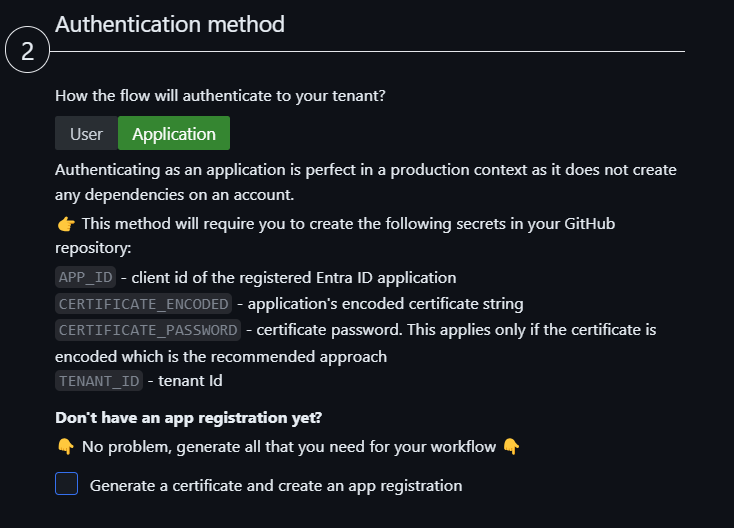 Authentication method
2
How the flow will authenticate to your tenant?
User Application
Authenticating as an application is perfect in a production context as it does not create
any dependencies on an account.
👉 This method will require you to create the following secrets in your GitHub
repository:
APP_ID - client id of the registered Entra ID application
CERTIFICATE_ENCODED - application's encoded certificate string
CERTIFICATE_PASSWORD - certificate password. This applies only if the certificate is
encoded which is the recommended approach
TENANT_ID - tenant Id
Don't have an app registration yet?
👇 No problem, generate all that you need for your workflow 👇
Generate a certificate and create an app registration